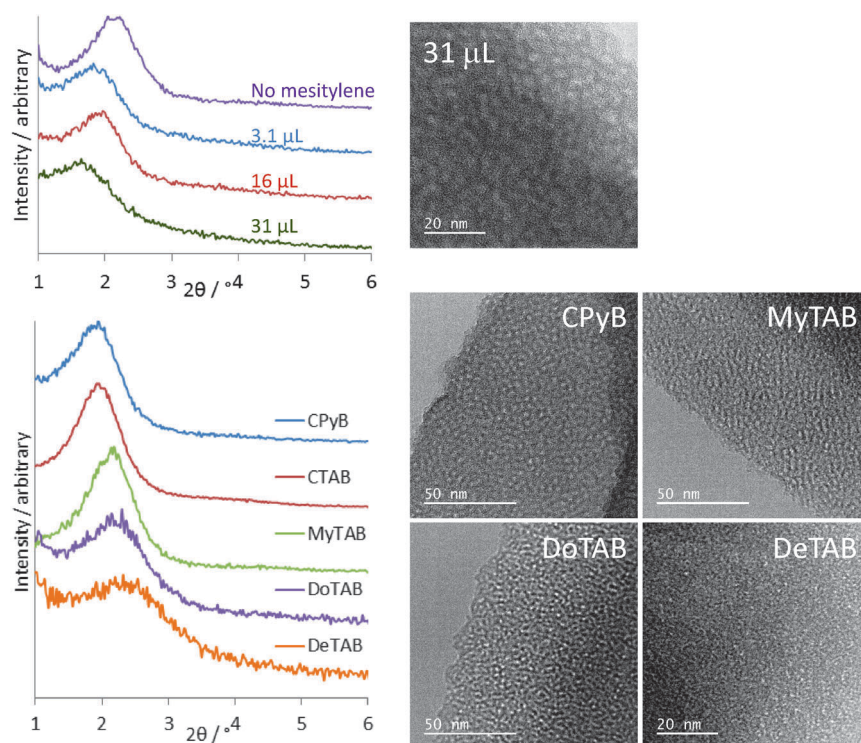 Intensity / arbitrary
No mesitylene
3.1 µL
16 µL
31 µL
1 2 3 4 5 6
2θ / °
31 µL
20 nm
Intensity / arbitrary
CPyB
CTAB
MyTAB
DoTAB
DeTAB
1 2 3 4 5 6
2θ / °
CPyB
50 nm
MyTAB
50 nm
DoTAB
50 nm
DeTAB
20 nm